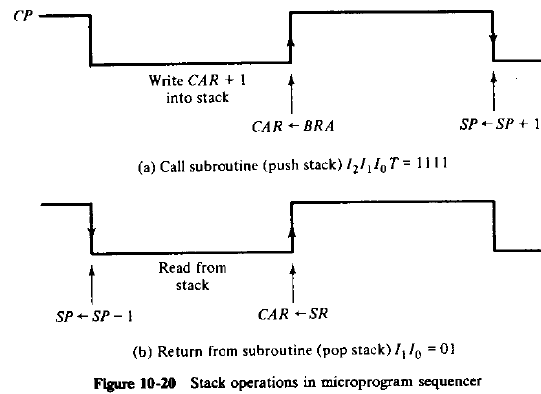 CP
Write CAR + 1
into stack
CAR ← BRA
SP ← SP + 1
(a) Call subroutine (push stack) I₂I₁I₀T = 1111
Read from
stack
SP ← SP − 1
CAR ← SR
(b) Return from subroutine (pop stack) I₁I₀ = 01
Figure 10-20 Stack operations in microprogram sequencer